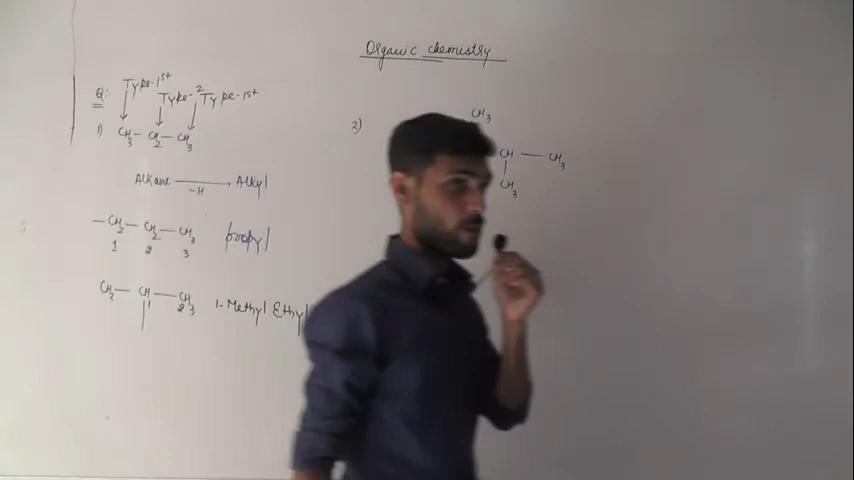 Organic chemistry
Q:- Type-1st
Type-2 Type-1st
1) CH3 - CH2 - CH3
Alkane -H Alkyl
- CH2 - CH2 - CH3 propyl
1 2 3
CH3 - CH - CH3 1-Methyl Ethyl
1 2
2) CH3
CH - CH3
CH3